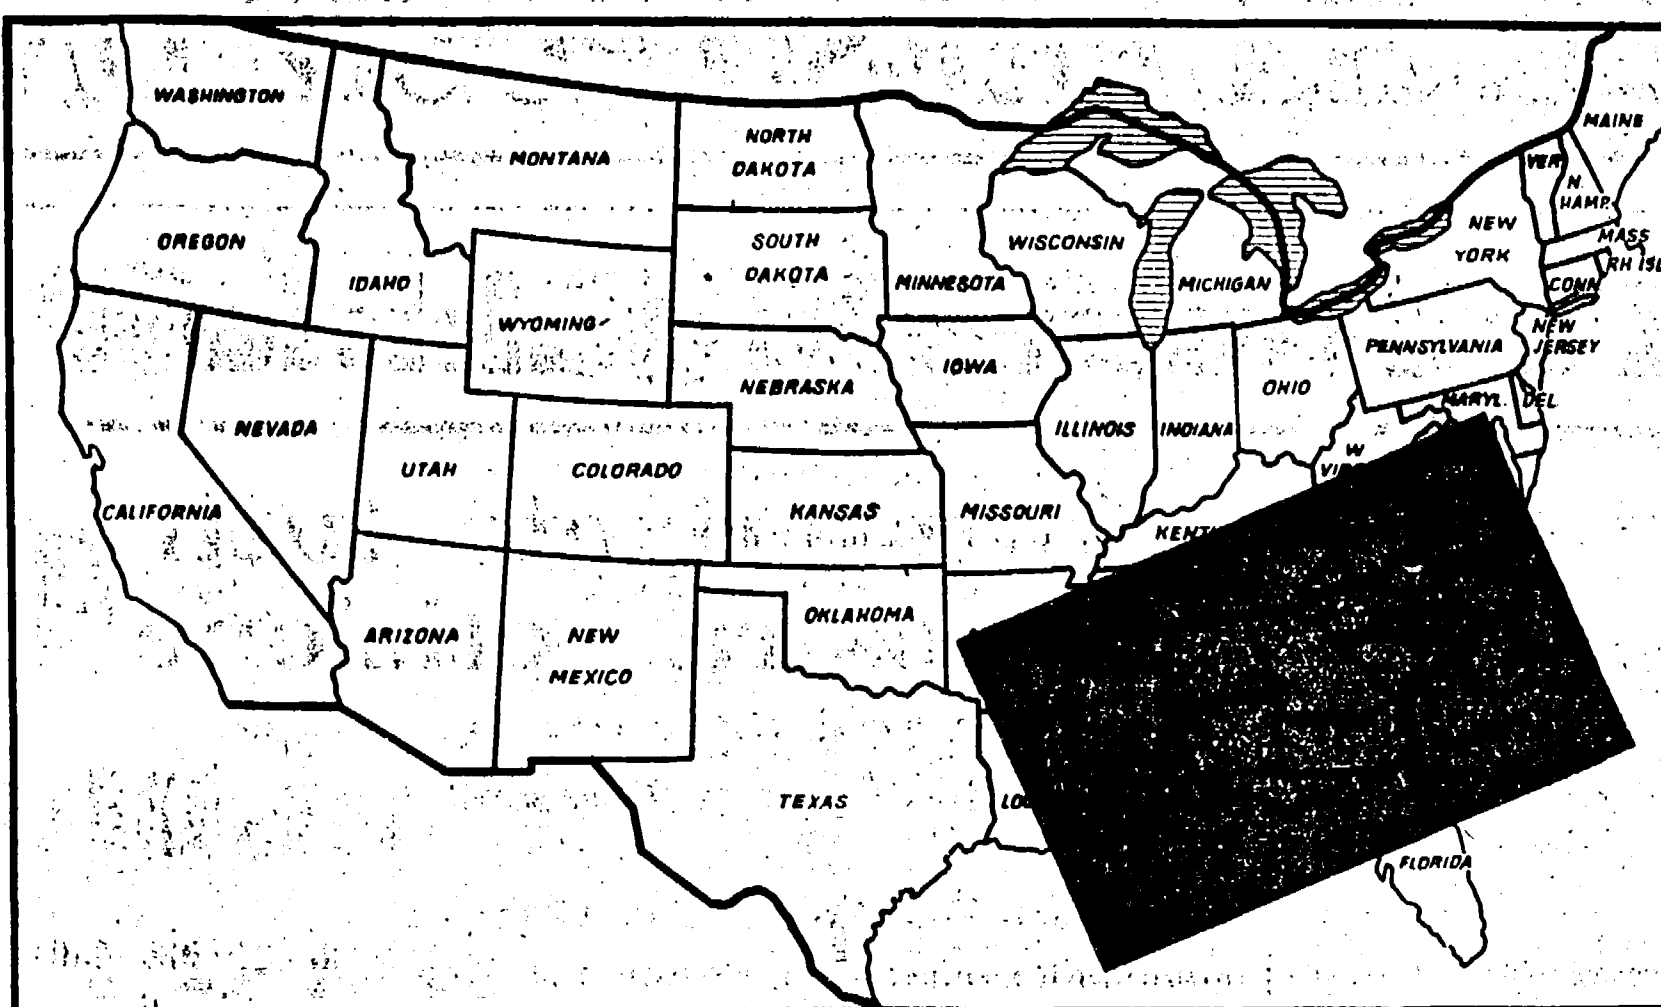 WASHINGTON
MONTANA
NORTH
DAKOTA
MAINE
VER
N.
HAMP.
OREGON
IDAHO
SOUTH
DAKOTA
MINNESOTA
WISCONSIN
MICHIGAN
NEW
YORK
MASS
RH ISL
CONN
WYOMING
NEBRASKA
IOWA
PENNSYLVANIA
NEW
JERSEY
NEVADA
UTAH
COLORADO
ILLINOIS
INDIANA
OHIO
MARYL.
DEL
W
CALIFORNIA
KANSAS
MISSOURI
KENT
ARIZONA
NEW
MEXICO
OKLAHOMA
TEXAS
FLORIDA